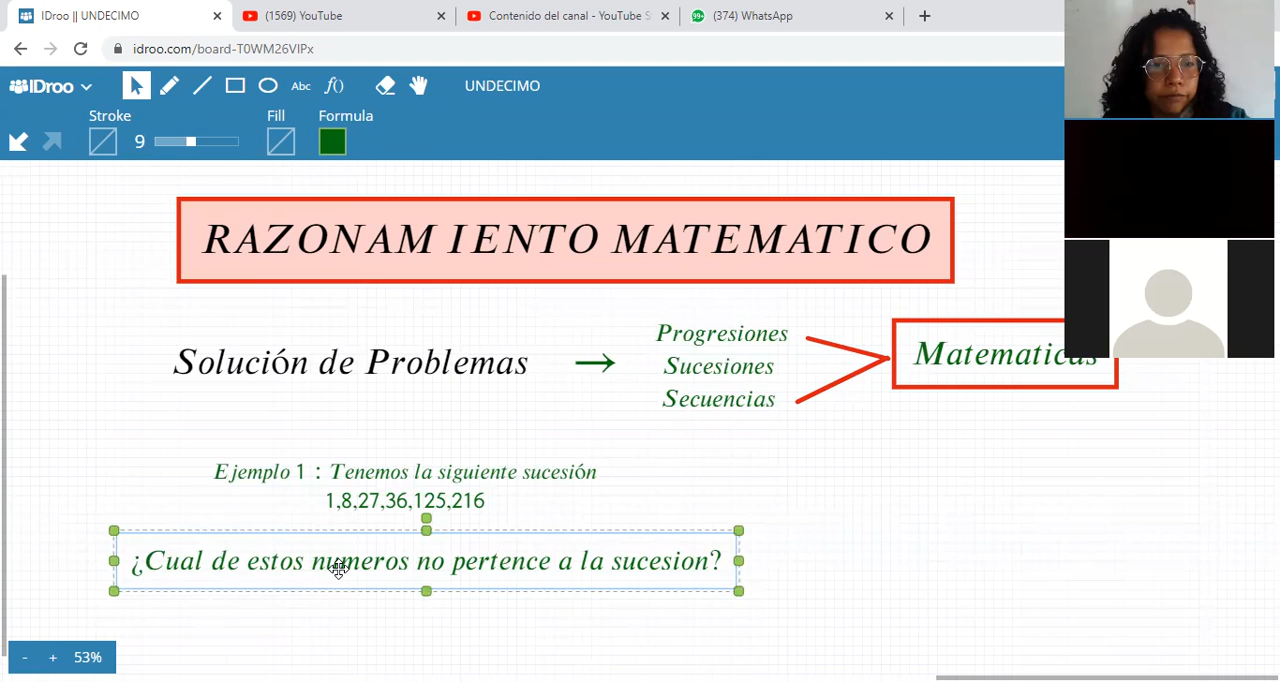 IDroo || UNDECIMO
(1569) YouTube
Contenido del canal - YouTube S
99+
(374) WhatsApp
idroo.com/board-T0WM26VIPx
IDroo
Abc
f()
UNDECIMO
Stroke
Fill
Formula
9
RAZONAMIENTO MATEMATICO
Solución de Problemas
→
Progresiones
Sucesiones
Secuencias
Matematicas
Ejemplo 1 : Tenemos la siguiente sucesión
1,8,27,36,125,216
¿Cual de estos numeros no pertence a la sucesion?
- + 53%